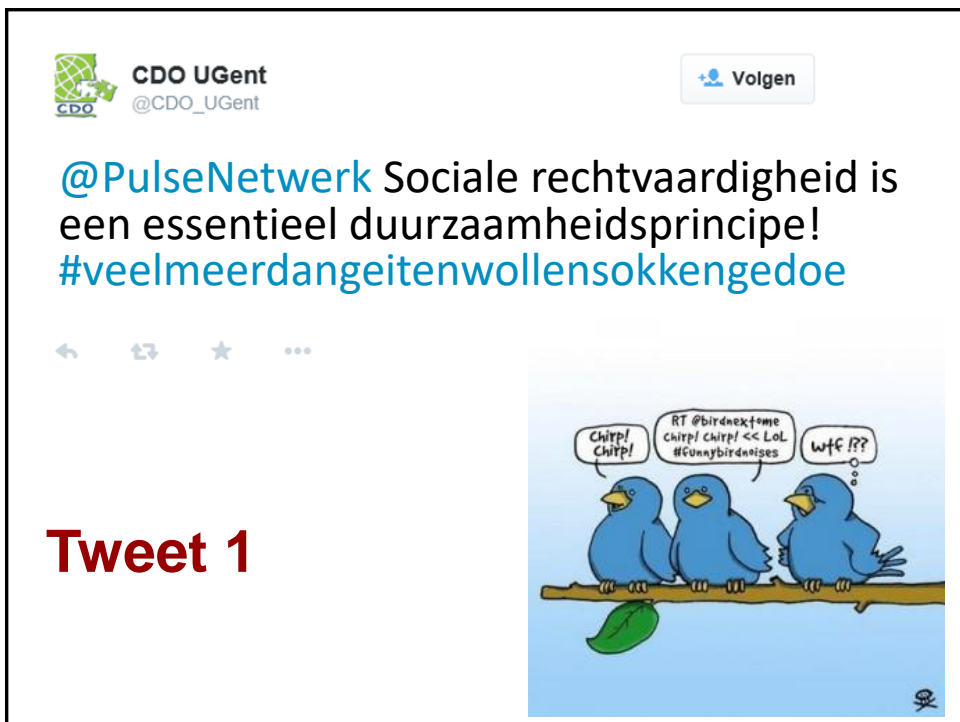 CDO
CDO UGent
@CDO_UGent
Volgen
@PulseNetwerk Sociale rechtvaardigheid is
een essentieel duurzaamheidsprincipe!
#veelmeerdangeitenwollensokkengedoe
Chirp!
Chirp!
RT @birdnextome
Chirp! Chirp! << LoL
#funnybirdnoises
wtf !??
Tweet 1